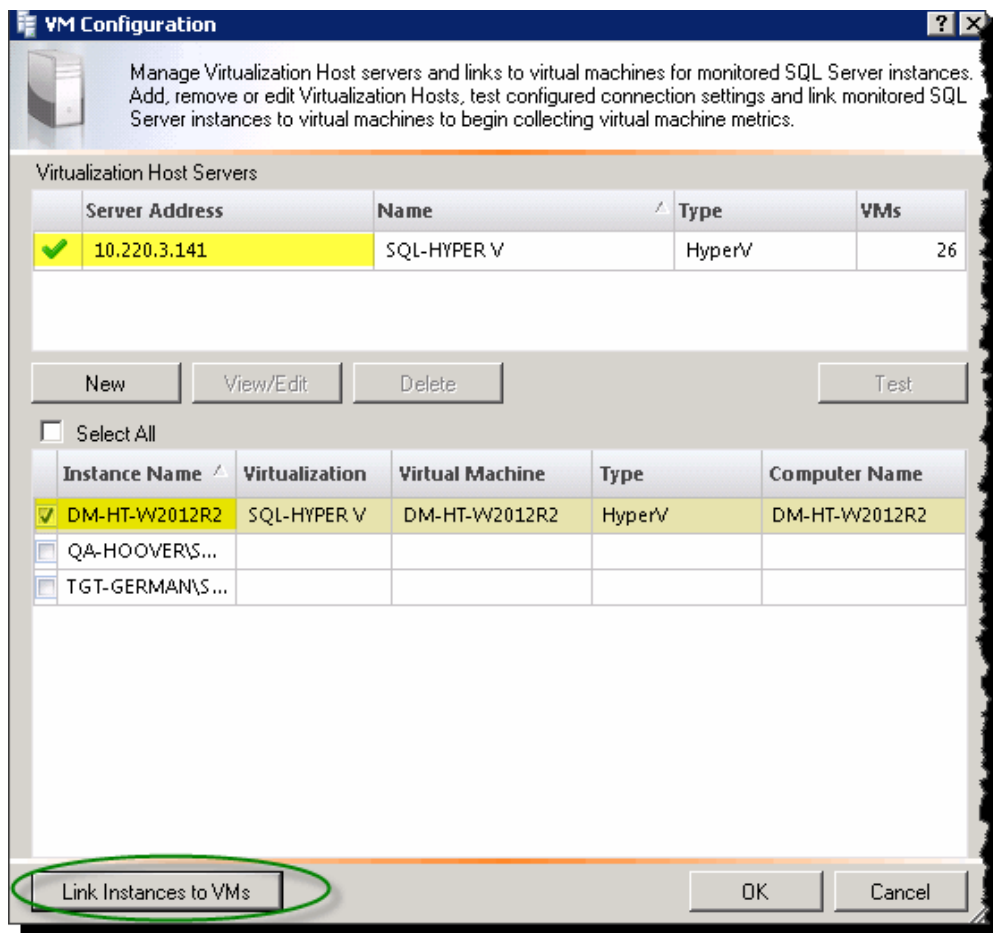 VM Configuration
Manage Virtualization Host servers and links to virtual machines for monitored SQL Server instances.
Add, remove or edit Virtualization Hosts, test configured connection settings and link monitored SQL
Server instances to virtual machines to begin collecting virtual machine metrics.
Virtualization Host Servers
Server Address Name Type VMs
10.220.3.141 SQL-HYPER V HyperV 26
New View/Edit Delete Test
Select All
Instance Name Virtualization Virtual Machine Type Computer Name
DM-HT-W2012R2 SQL-HYPER V DM-HT-W2012R2 HyperV DM-HT-W2012R2
QA-HOOVER\S...
TGT-GERMAN\S...
Link Instances to VMs OK Cancel